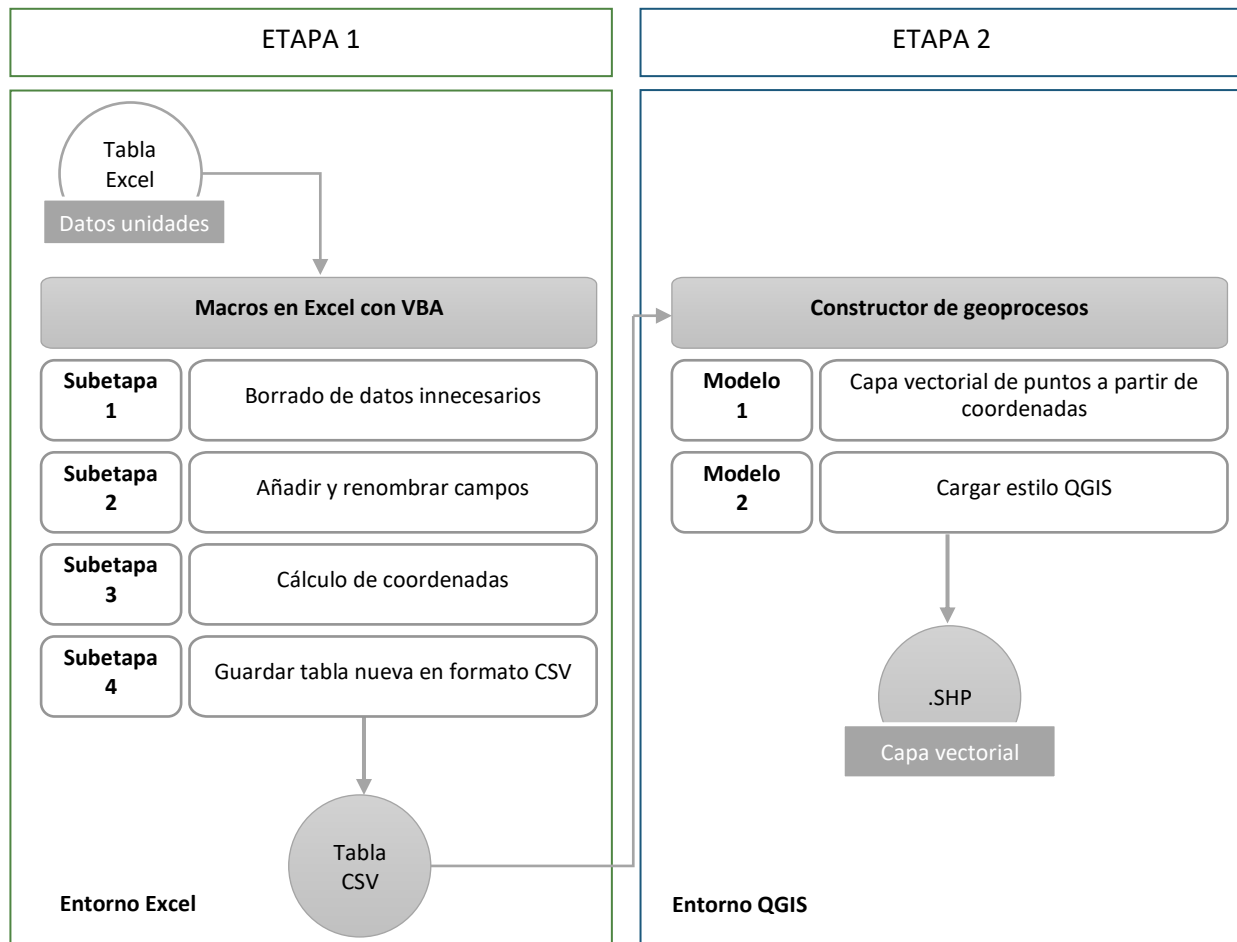 ETAPA 1
Tabla
Excel
Datos unidades
Macros en Excel con VBA
Subetapa
1
Borrado de datos innecesarios
Subetapa
2
Añadir y renombrar campos
Subetapa
3
Cálculo de coordenadas
Subetapa
4
Guardar tabla nueva en formato CSV
Tabla
CSV
Entorno Excel
ETAPA 2
Constructor de geoprocesos
Modelo
1
Capa vectorial de puntos a partir de
coordenadas
Modelo
2
Cargar estilo QGIS
.SHP
Capa vectorial
Entorno QGIS